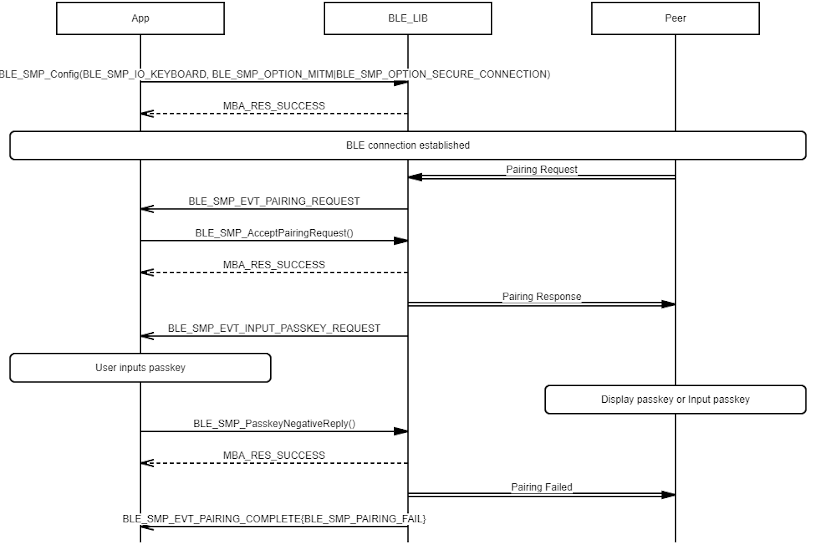 App
BLE_LIB
Peer
BLE_SMP_Config(BLE_SMP_IO_KEYBOARD, BLE_SMP_OPTION_MITM|BLE_SMP_OPTION_SECURE_CONNECTION)
MBA_RES_SUCCESS
BLE connection established
Pairing Request
BLE_SMP_EVT_PAIRING_REQUEST
BLE_SMP_AcceptPairingRequest()
MBA_RES_SUCCESS
Pairing Response
BLE_SMP_EVT_INPUT_PASSKEY_REQUEST
User inputs passkey
Display passkey or Input passkey
BLE_SMP_PasskeyNegativeReply()
MBA_RES_SUCCESS
Pairing Failed
BLE_SMP_EVT_PAIRING_COMPLETE{BLE_SMP_PAIRING_FAIL}